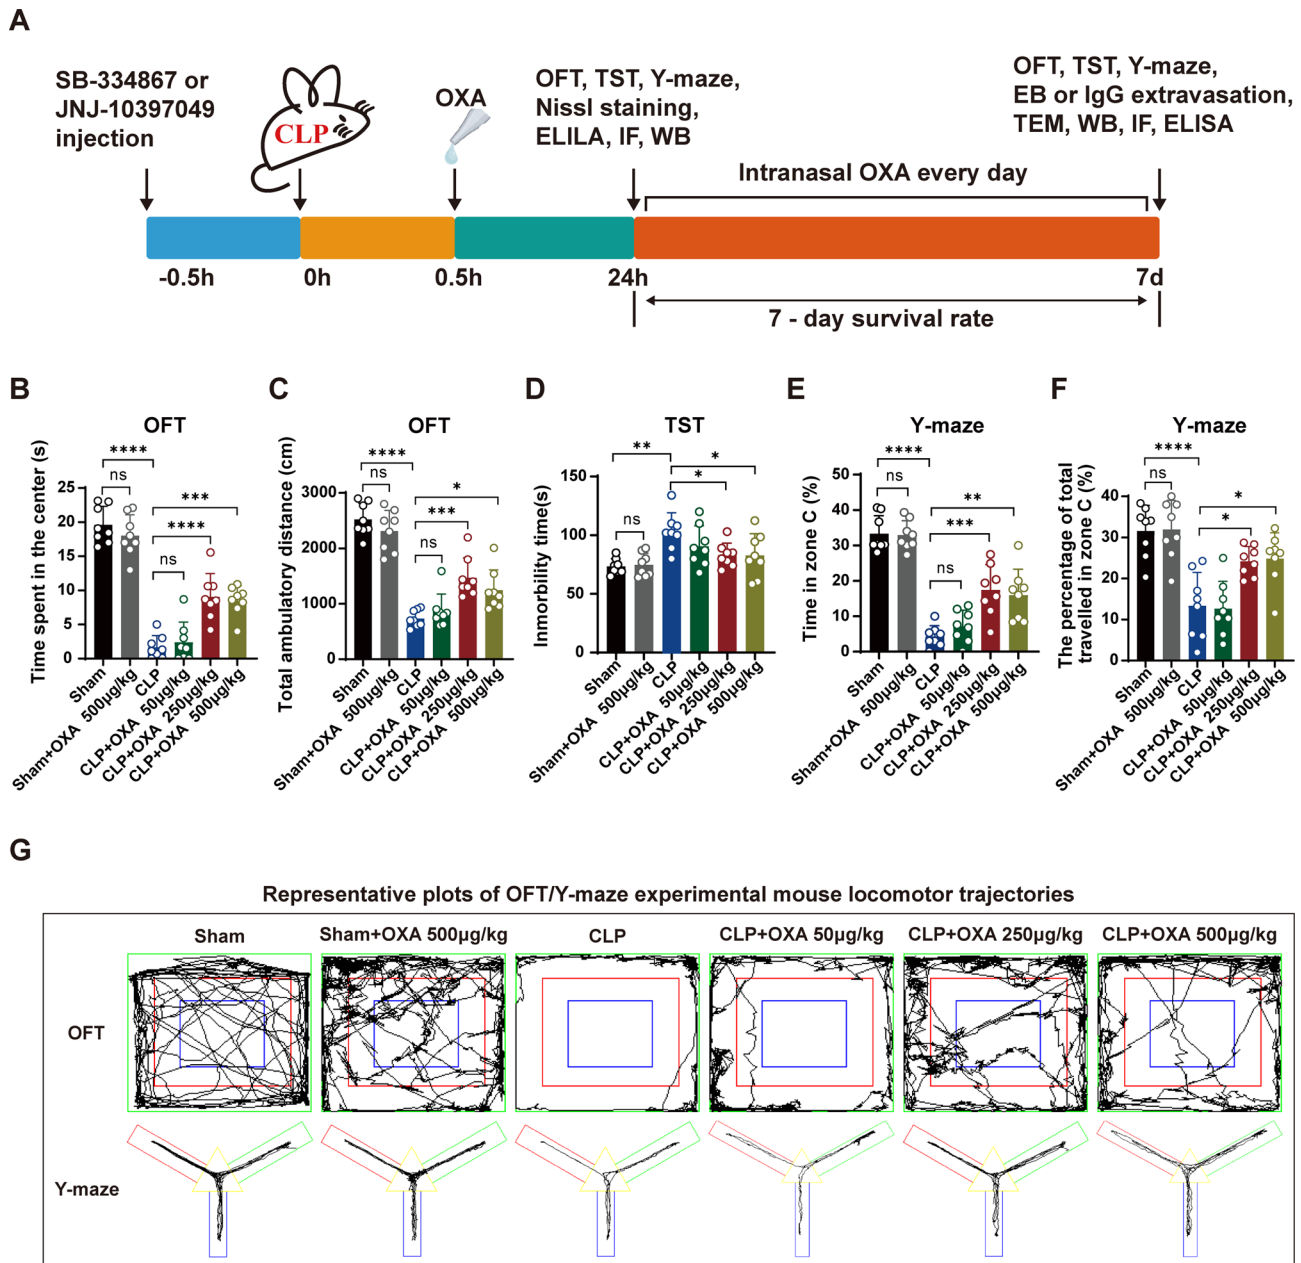 A
SB-334867 or
JNJ-10397049
injection
CLP
OXA
OFT, TST, Y-maze,
Nissl staining,
ELILA, IF, WB
OFT, TST, Y-maze,
EB or IgG extravasation,
TEM, WB, IF, ELISA
Intranasal OXA every day
-0.5h
0h
0.5h
24h
7d
7 - day survival rate
B
OFT
Time spent in the center (s)
25
20
15
10
5
0
****
ns
***
****
ns
Sham
Sham+OXA 500μg/kg
CLP
CLP+OXA 50μg/kg
CLP+OXA 250μg/kg
CLP+OXA 500μg/kg
C
OFT
Total ambulatory distance (cm)
3000
2000
1000
0
****
ns
*
***
ns
Sham
Sham+OXA 500μg/kg
CLP
CLP+OXA 50μg/kg
CLP+OXA 250μg/kg
CLP+OXA 500μg/kg
D
TST
Inmorbility time(s)
150
100
50
0
**
*
*
ns
Sham
Sham+OXA 500μg/kg
CLP
CLP+OXA 50μg/kg
CLP+OXA 250μg/kg
CLP+OXA 500μg/kg
E
Y-maze
Time in zone C (%)
50
40
30
20
10
0
****
ns
**
***
ns
Sham
Sham+OXA 500μg/kg
CLP
CLP+OXA 50μg/kg
CLP+OXA 250μg/kg
CLP+OXA 500μg/kg
F
Y-maze
The percentage of total
travelled in zone C (%)
40
30
20
10
0
****
ns
*
*
Sham
Sham+OXA 500μg/kg
CLP
CLP+OXA 50μg/kg
CLP+OXA 250μg/kg
CLP+OXA 500μg/kg
G
Representative plots of OFT/Y-maze experimental mouse locomotor trajectories
Sham
Sham+OXA 500μg/kg
CLP
CLP+OXA 50μg/kg
CLP+OXA 250μg/kg
CLP+OXA 500μg/kg
OFT
Y-maze